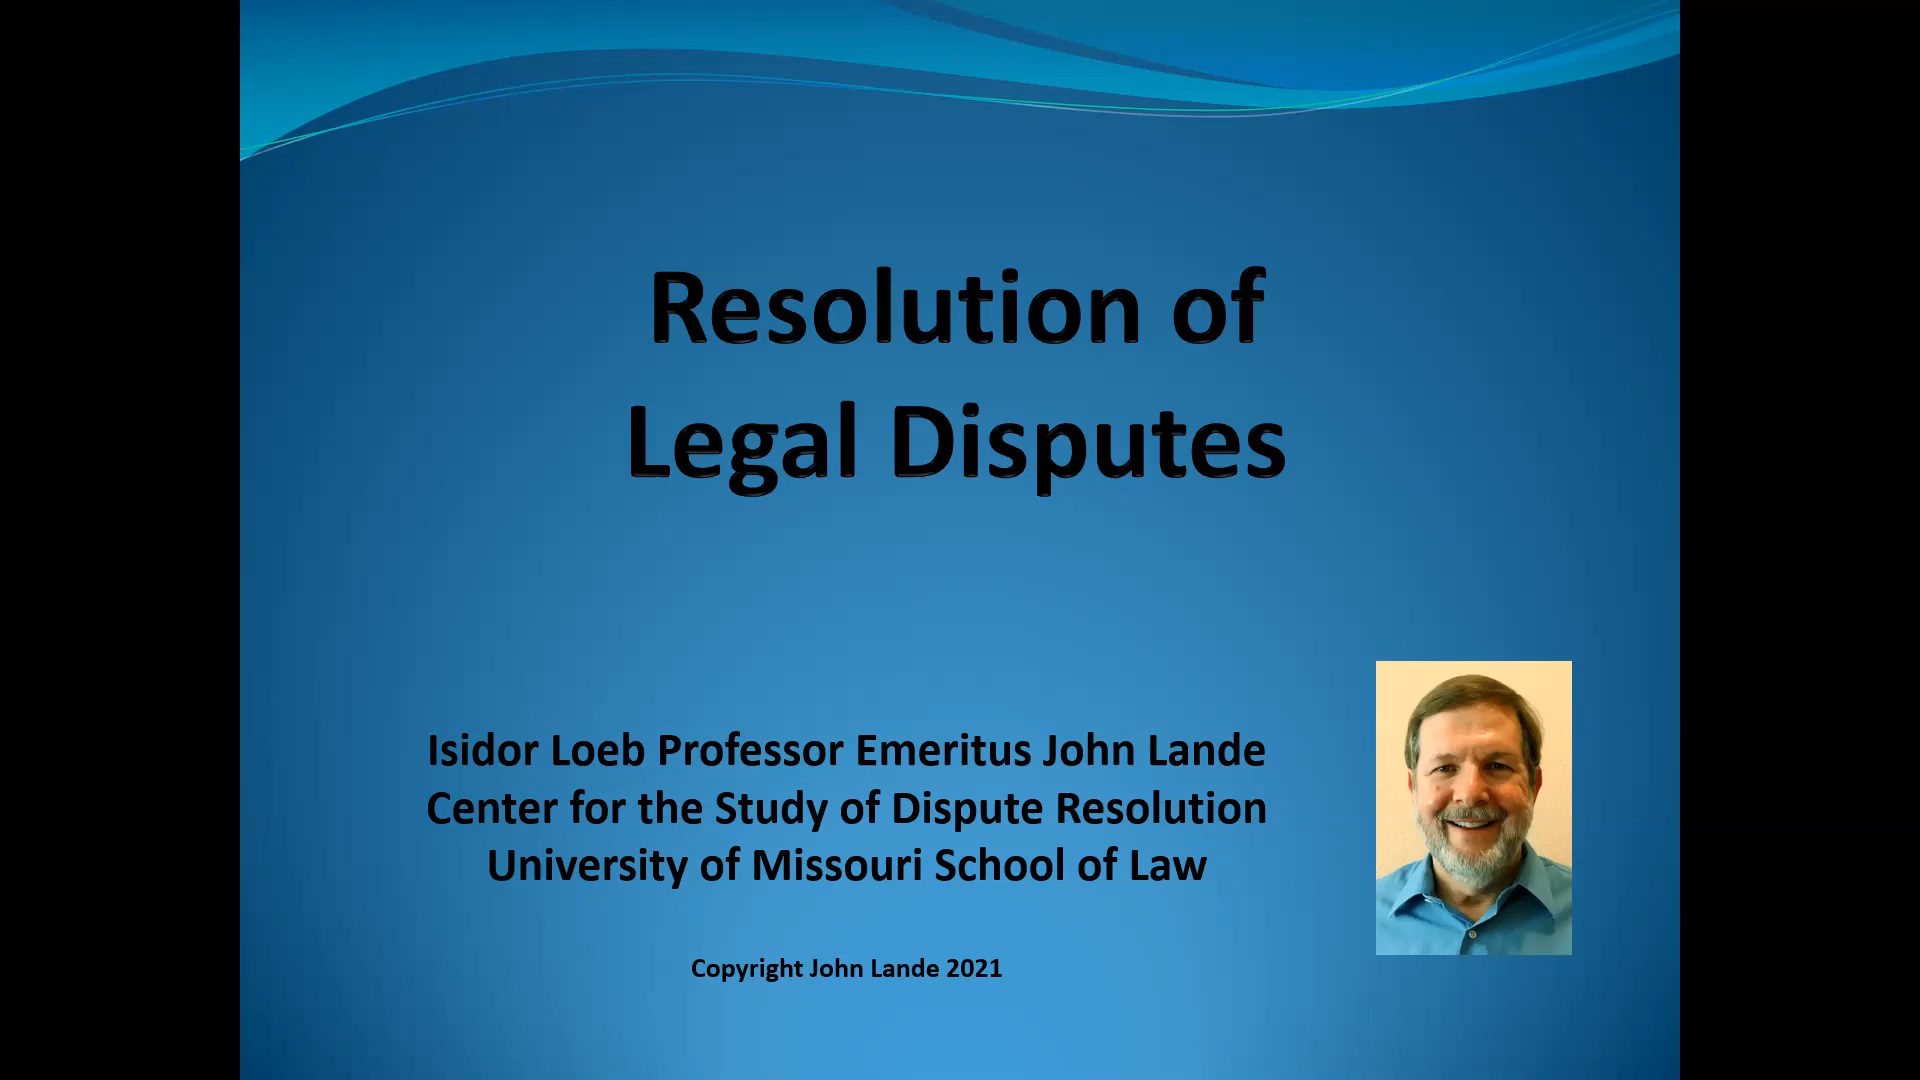 Resolution of
Legal Disputes
Isidor Loeb Professor Emeritus John Lande
Center for the Study of Dispute Resolution
University of Missouri School of Law
Copyright John Lande 2021